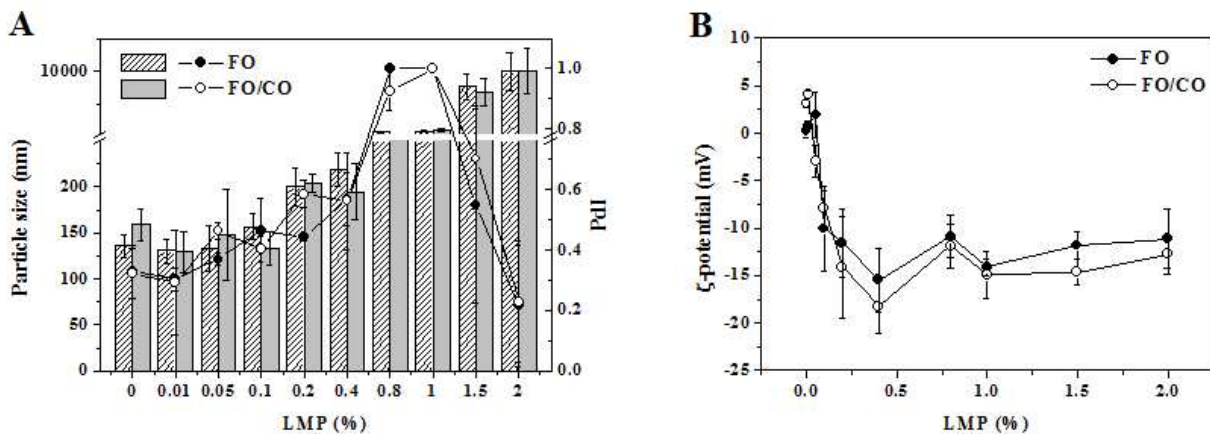 A
FO
FO/CO
Particle size (nm)
10000
200
150
100
50
0
1.0
0.8
0.6
0.4
0.2
0.0
PdI
0 0.01 0.05 0.1 0.2 0.4 0.8 1 1.5 2
LMP (%)
B
FO
FO/CO
ζ-potential (mV)
10
5
0
-5
-10
-15
-20
-25
0.0 0.5 1.0 1.5 2.0
LMP (%)